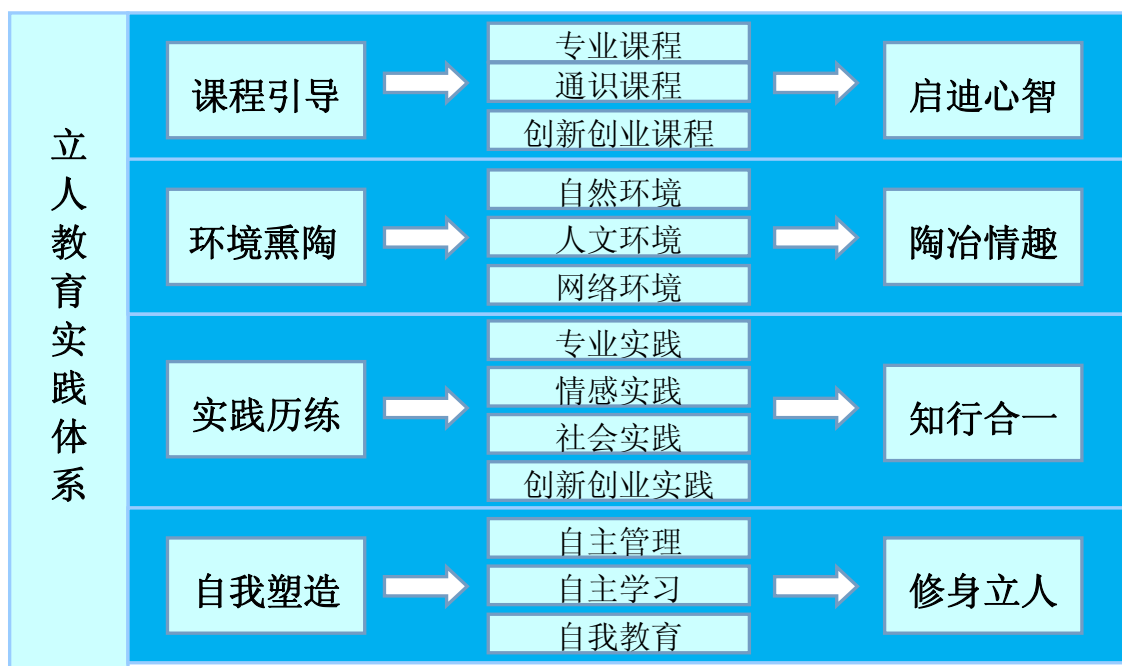 立人教育实践体系
课程引导
专业课程
通识课程
创新创业课程
启迪心智
环境熏陶
自然环境
人文环境
网络环境
陶冶情趣
实践历练
专业实践
情感实践
社会实践
创新创业实践
知行合一
自我塑造
自主管理
自主学习
自我教育
修身立人